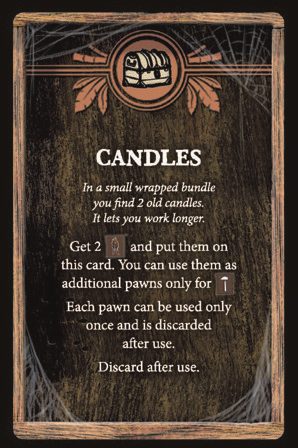 CANDLES
In a small wrapped bundle
you find 2 old candles.
It lets you work longer.
Get 2 and put them on
this card. You can use them as
additional pawns only for
Each pawn can be used only
once and is discarded
after use.
Discard after use.